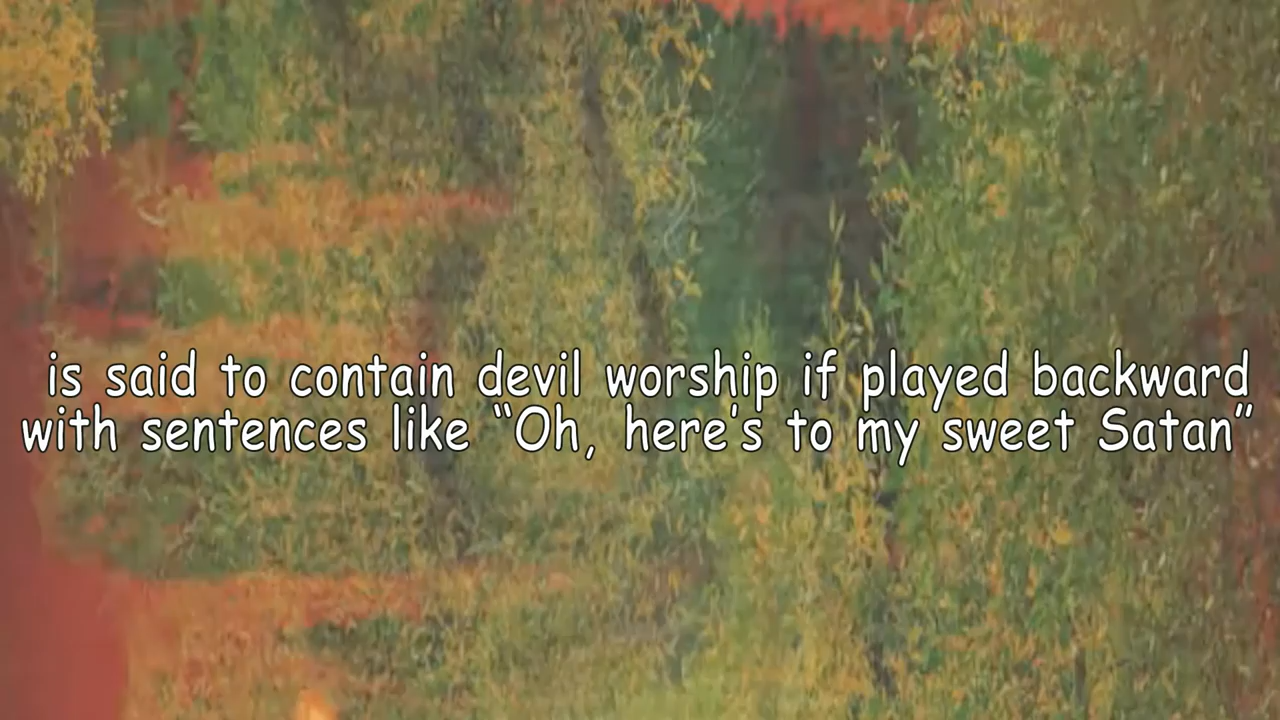 is said to contain devil worship if played backward
with sentences like “Oh, here's to my sweet Satan”